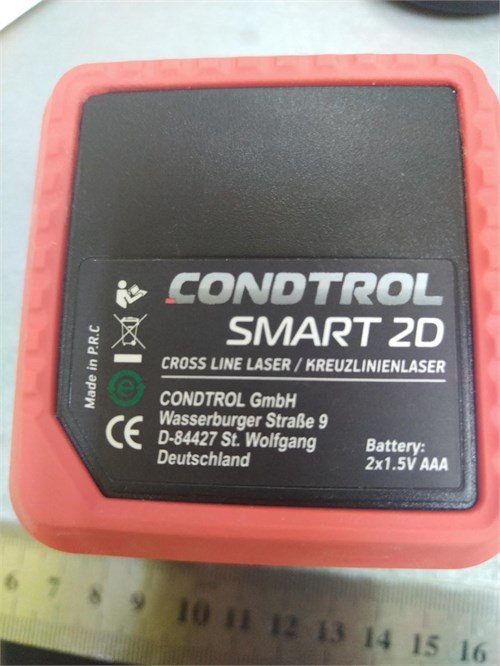 CONDTROL
SMART 2D
CROSS LINE LASER / KREUZLINIENLASER
CONDTROL GmbH
Wasserburger Straße 9
D-84427 St. Wolfgang
Deutschland
Battery:
2x1.5V AAA
Made in P.R.C
e
CE
6 7 8 9 10 11 12 13 14 15 16